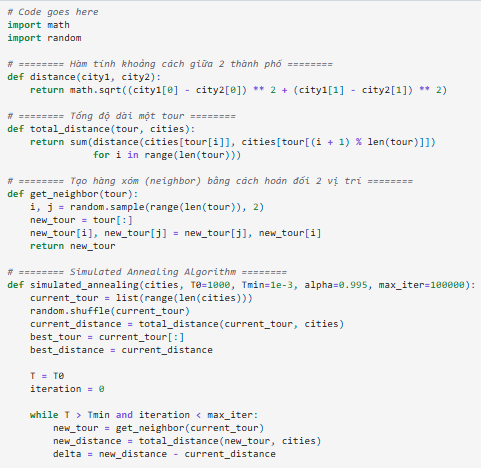 # Code goes here
import math
import random

# ======== Hàm tính khoảng cách giữa 2 thành phố ========
def distance(city1, city2):
    return math.sqrt((city1[0] - city2[0]) ** 2 + (city1[1] - city2[1]) ** 2)

# ======== Tổng độ dài một tour ========
def total_distance(tour, cities):
    return sum(distance(cities[tour[i]], cities[tour[(i + 1) % len(tour)]])
               for i in range(len(tour)))

# ======== Tạo hàng xóm (neighbor) bằng cách hoán đổi 2 vị trí ========
def get_neighbor(tour):
    i, j = random.sample(range(len(tour)), 2)
    new_tour = tour[:]
    new_tour[i], new_tour[j] = new_tour[j], new_tour[i]
    return new_tour

# ======== Simulated Annealing Algorithm ========
def simulated_annealing(cities, T0=1000, Tmin=1e-3, alpha=0.995, max_iter=100000):
    current_tour = list(range(len(cities)))
    random.shuffle(current_tour)
    current_distance = total_distance(current_tour, cities)
    best_tour = current_tour[:]
    best_distance = current_distance

    T = T0
    iteration = 0

    while T > Tmin and iteration < max_iter:
        new_tour = get_neighbor(current_tour)
        new_distance = total_distance(new_tour, cities)
        delta = new_distance - current_distance